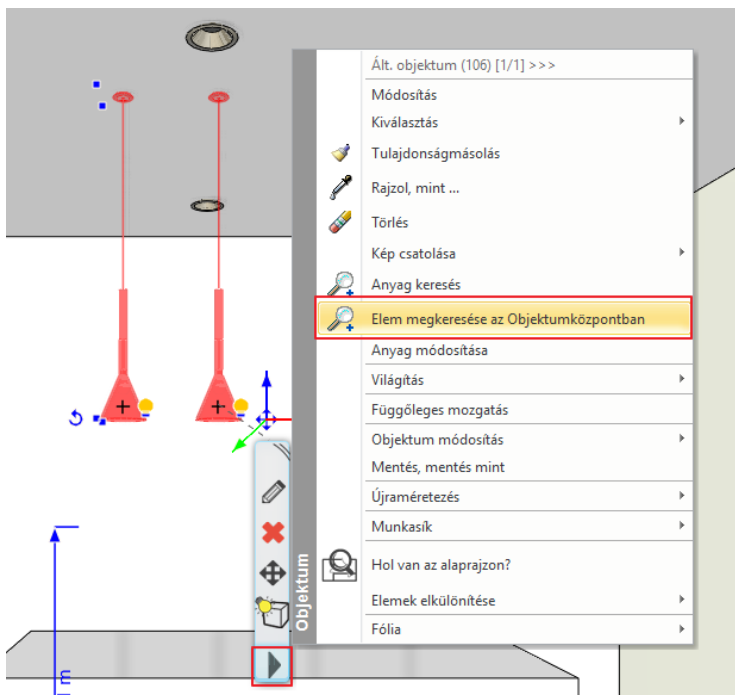 Ált. objektum (106) [1/1] >>>
Módosítás
Kiválasztás
Tulajdonságmásolás
Rajzol, mint ...
Törlés
Kép csatolása
Anyag keresés
Elem megkeresése az Objektumközpontban
Anyag módosítása
Világítás
Függőleges mozgatás
Objektum módosítás
Mentés, mentés mint
Újraméretezés
Munkasík
Hol van az alaprajzon?
Elemek elkülönítése
Fólia
Objektum
1 m